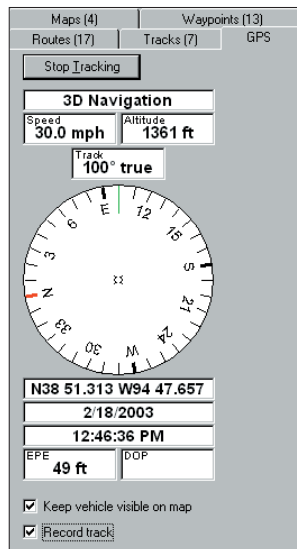 Maps (4) Waypoints (13)
Routes (17) Tracks (7) GPS
Stop Tracking
3D Navigation
Speed
30.0 mph
Altitude
1361 ft
Track
100° true
E 12 15 S 21 24 W 30 33 N 3 6
N38 51.313 W94 47.657
2/18/2003
12:46:36 PM
EPE
49 ft
DOP
Keep vehicle visible on map
Record track